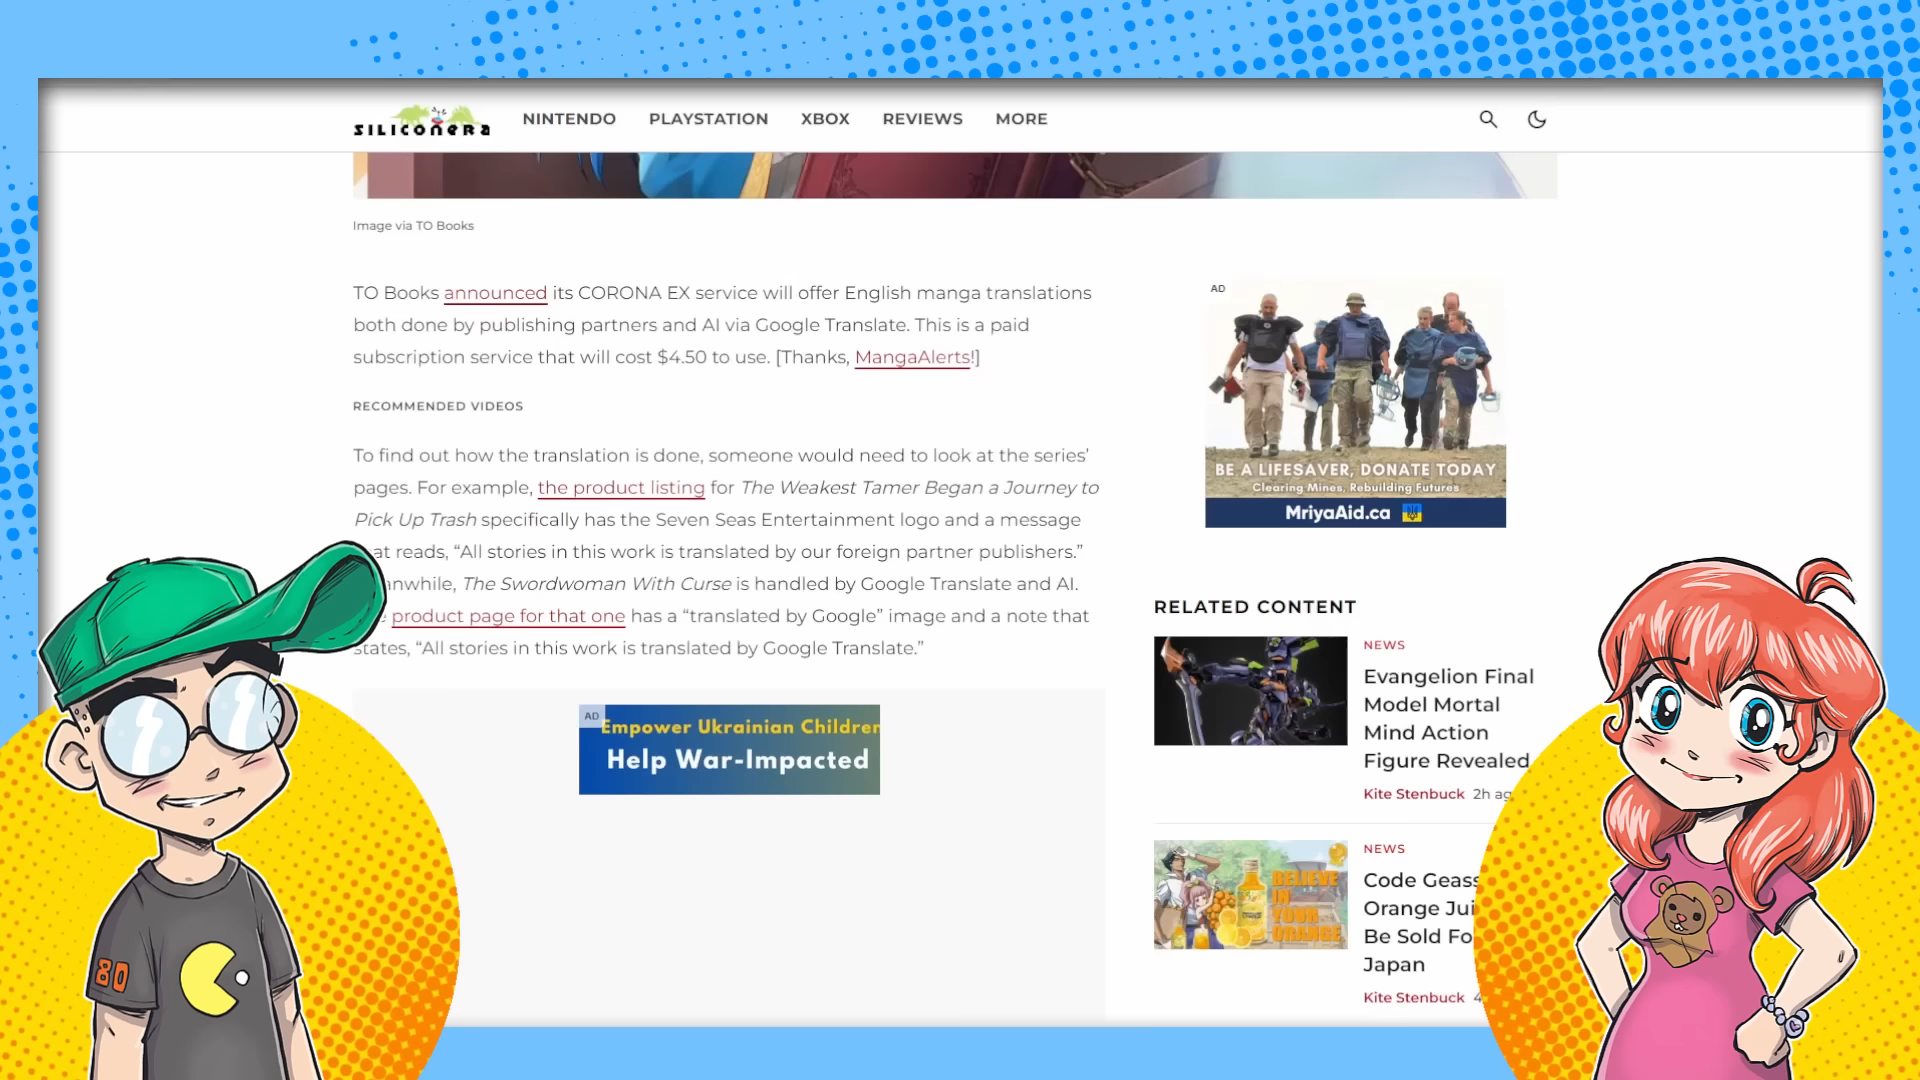 SILICONERA
NINTENDO
PLAYSTATION
XBOX
REVIEWS
MORE
Image via TO Books
TO Books announced its CORONA EX service will offer English manga translations
both done by publishing partners and AI via Google Translate. This is a paid
subscription service that will cost $4.50 to use. [Thanks, MangaAlerts!]
RECOMMENDED VIDEOS
To find out how the translation is done, someone would need to look at the series'
pages. For example, the product listing for The Weakest Tamer Began a Journey to
Pick Up Trash specifically has the Seven Seas Entertainment logo and a message
at reads, “All stories in this work is translated by our foreign partner publishers.”
anwhile, The Swordwoman With Curse is handled by Google Translate and AI.
product page for that one has a “translated by Google” image and a note that
states, “All stories in this work is translated by Google Translate.”
AD
Empower Ukrainian Children
Help War-Impacted
AD
BE A LIFESAVER, DONATE TODAY
Clearing Mines, Rebuilding Futures
MriyaAid.ca
RELATED CONTENT
NEWS
Evangelion Final
Model Mortal
Mind Action
Figure Revealed
Kite Stenbuck 2h ag
NEWS
Code Geass
Orange Jui
Be Sold Fo
Japan
Kite Stenbuck 4
BELIEVE
IN
YOUR
ORANGE
80